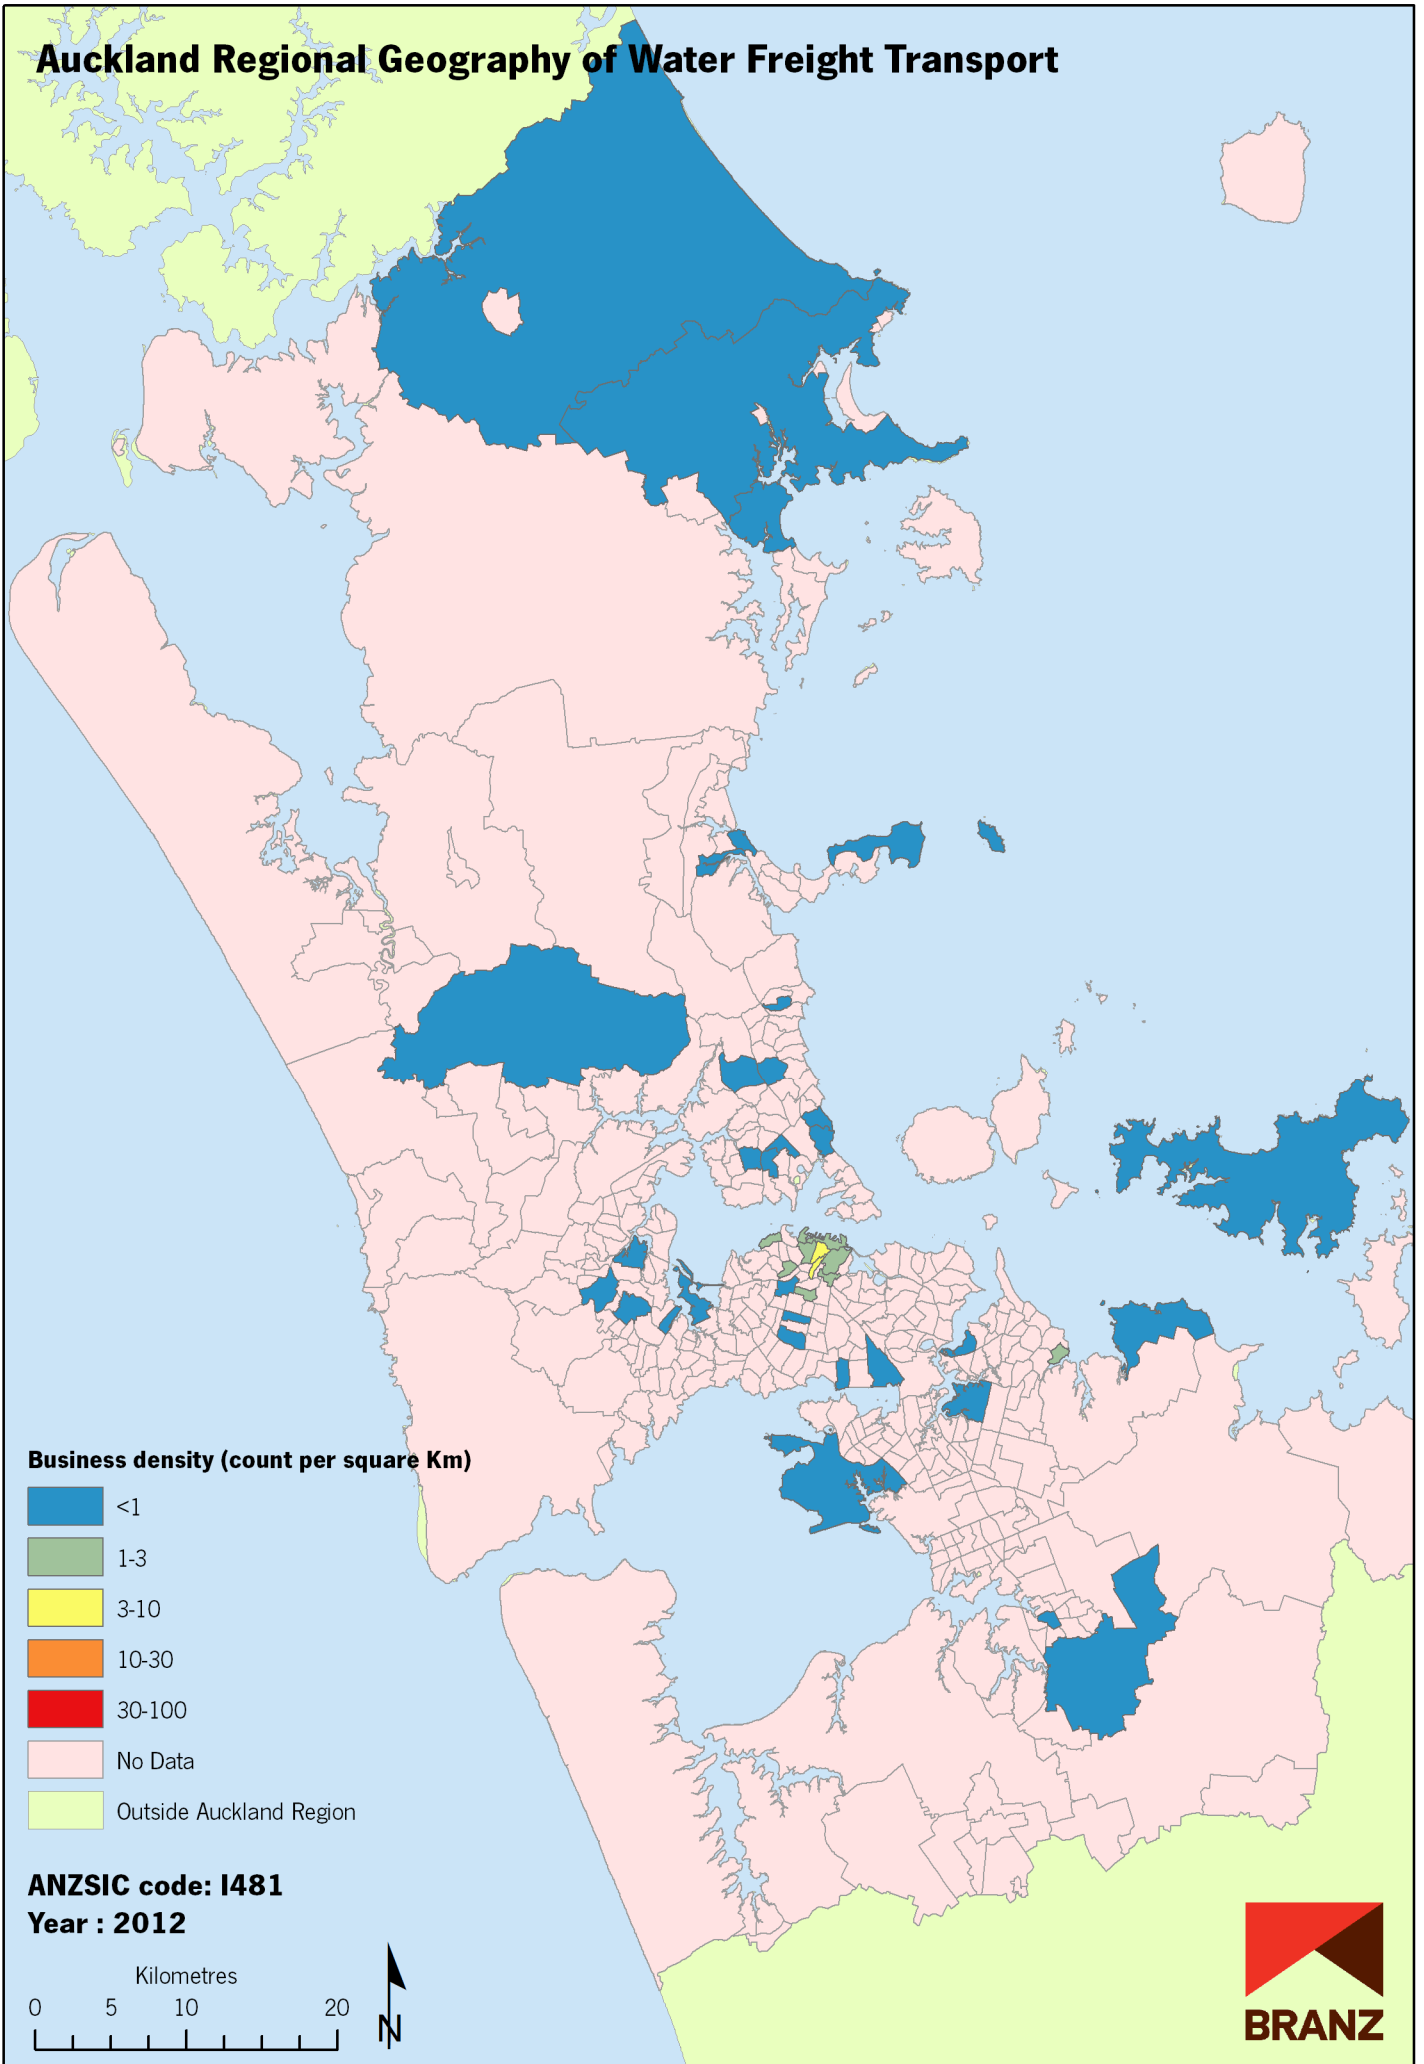 Auckland Regional Geography of Water Freight Transport
Business density (count per square Km)
<1
1-3
3-10
10-30
30-100
No Data
Outside Auckland Region
ANZSIC code: I481
Year : 2012
Kilometres
0 5 10 20
N
BRANZ